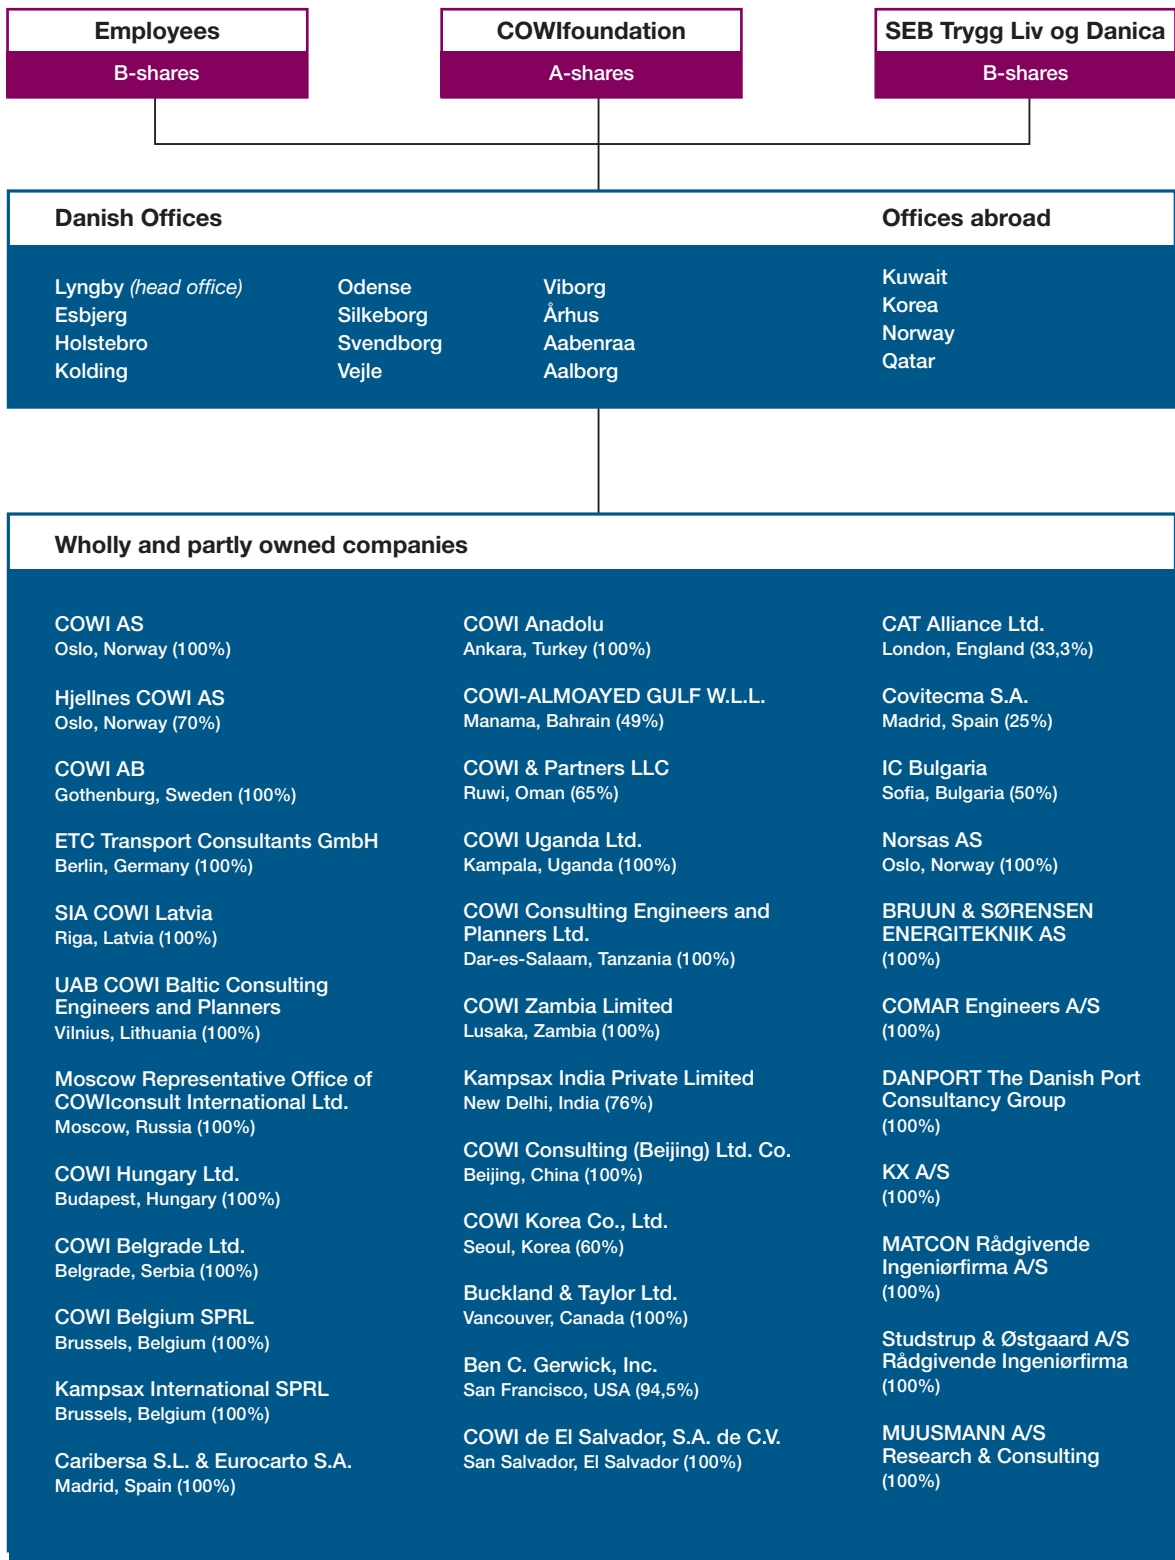 Employees
B-shares
COWIfoundation
A-shares
SEB Trygg Liv og Danica
B-shares
Danish Offices
Lyngby (head office)
Esbjerg
Holstebro
Kolding
Odense
Silkeborg
Svendborg
Vejle
Viborg
Århus
Aabenraa
Aalborg
Offices abroad
Kuwait
Korea
Norway
Qatar
Wholly and partly owned companies
COWI AS
Oslo, Norway (100%)
Hjellnes COWI AS
Oslo, Norway (70%)
COWI AB
Gothenburg, Sweden (100%)
ETC Transport Consultants GmbH
Berlin, Germany (100%)
SIA COWI Latvia
Riga, Latvia (100%)
UAB COWI Baltic Consulting
Engineers and Planners
Vilnius, Lithuania (100%)
Moscow Representative Office of
COWIconsult International Ltd.
Moscow, Russia (100%)
COWI Hungary Ltd.
Budapest, Hungary (100%)
COWI Belgrade Ltd.
Belgrade, Serbia (100%)
COWI Belgium SPRL
Brussels, Belgium (100%)
Kampsax International SPRL
Brussels, Belgium (100%)
Caribersa S.L. & Eurocarto S.A.
Madrid, Spain (100%)
COWI Anadolu
Ankara, Turkey (100%)
COWI-ALMOAYED GULF W.L.L.
Manama, Bahrain (49%)
COWI & Partners LLC
Ruwi, Oman (65%)
COWI Uganda Ltd.
Kampala, Uganda (100%)
COWI Consulting Engineers and
Planners Ltd.
Dar-es-Salaam, Tanzania (100%)
COWI Zambia Limited
Lusaka, Zambia (100%)
Kampsax India Private Limited
New Delhi, India (76%)
COWI Consulting (Beijing) Ltd. Co.
Beijing, China (100%)
COWI Korea Co., Ltd.
Seoul, Korea (60%)
Buckland & Taylor Ltd.
Vancouver, Canada (100%)
Ben C. Gerwick, Inc.
San Francisco, USA (94,5%)
COWI de El Salvador, S.A. de C.V.
San Salvador, El Salvador (100%)
CAT Alliance Ltd.
London, England (33,3%)
Covitecma S.A.
Madrid, Spain (25%)
IC Bulgaria
Sofia, Bulgaria (50%)
Norsas AS
Oslo, Norway (100%)
BRUUN & SØRENSEN
ENERGITEKNIK AS
(100%)
COMAR Engineers A/S
(100%)
DANPORT The Danish Port
Consultancy Group
(100%)
KX A/S
(100%)
MATCON Rådgivende
Ingeniørfirma A/S
(100%)
Studstrup & Østgaard A/S
Rådgivende Ingeniørfirma
(100%)
MUUSMANN A/S
Research & Consulting
(100%)